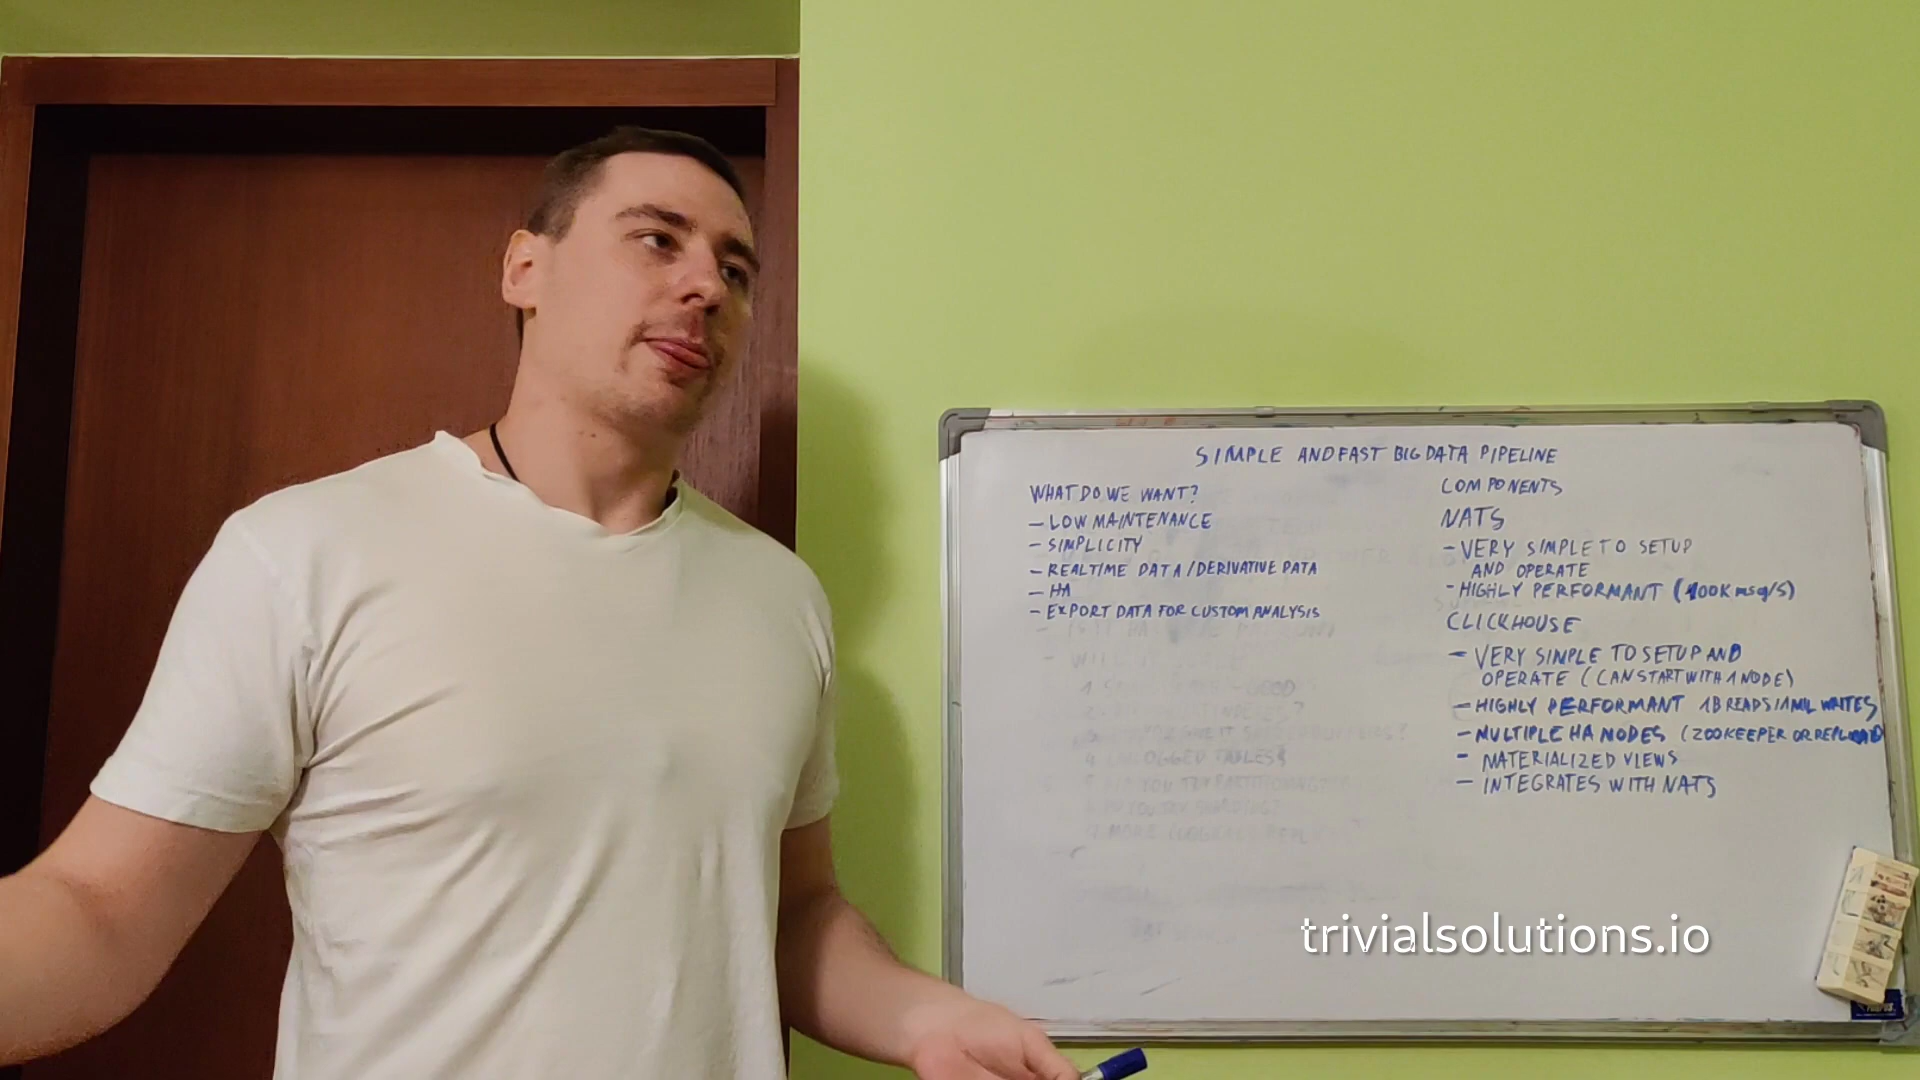 SIMPLE AND FAST BIG DATA PIPELINE
WHAT DO WE WANT?
- LOW MAINTENANCE
- SIMPLICITY
- REALTIME DATA / DERIVATIVE DATA
- HA
- EXPORT DATA FOR CUSTOM ANALYSIS
COMPONENTS
NATS
- VERY SIMPLE TO SETUP
AND OPERATE
- HIGHLY PERFORMANT (100K msg/s)
CLICKHOUSE
- VERY SIMPLE TO SETUP AND
OPERATE (CAN START WITH 1 NODE)
- HIGHLY PERFORMANT 1B READS/1MIL WRITES
- MULTIPLE HA NODES (ZOOKEEPER OR
- MATERIALIZED VIEWS
- INTEGRATES WITH NATS
trivialsolutions.io